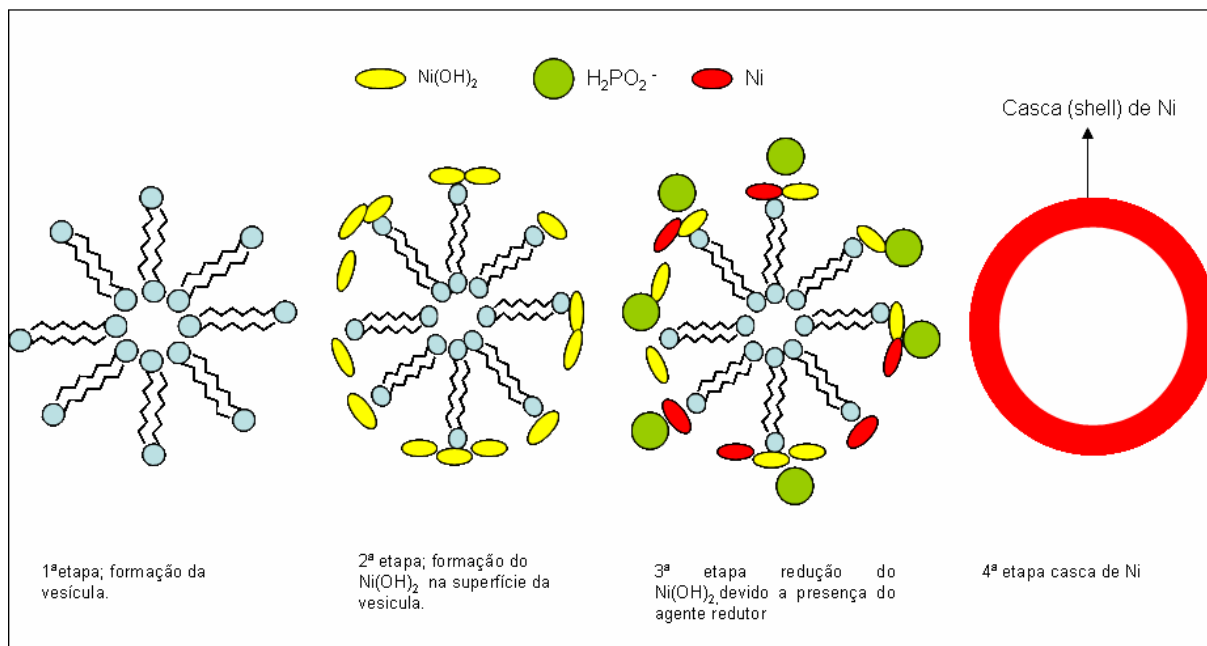 Ni(OH)₂
H₂PO₂⁻
Ni
Casca (shell) de Ni
1ªetapa; formação da
vesícula.
2ª etapa; formação do
Ni(OH)₂ na superfície da
vesicula.
3ª etapa redução do
Ni(OH)₂,devido a presença do
agente redutor
4ª etapa casca de Ni